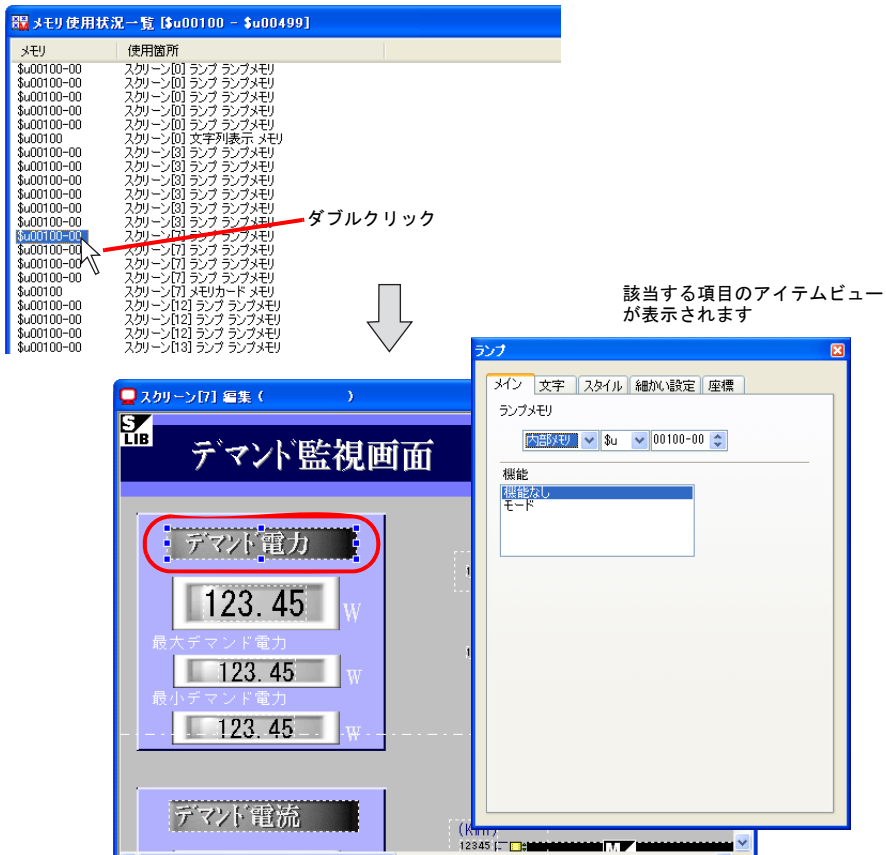 メモリ使用状況一覧 [$u00100 - $u00499]
メモリ 使用箇所
$u00100-00 スクリーン[0] ランプ ランプメモリ
$u00100-00 スクリーン[0] ランプ ランプメモリ
$u00100-00 スクリーン[0] ランプ ランプメモリ
$u00100-00 スクリーン[0] ランプ ランプメモリ
$u00100-00 スクリーン[0] ランプ ランプメモリ
$u00100 スクリーン[0] 文字列表示 メモリ
$u00100-00 スクリーン[3] ランプ ランプメモリ
$u00100-00 スクリーン[3] ランプ ランプメモリ
$u00100-00 スクリーン[3] ランプ ランプメモリ
$u00100-00 スクリーン[3] ランプ ランプメモリ
$u00100-00 スクリーン[3] ランプ ランプメモリ
$u00100-00 スクリーン[3] ランプ ランプメモリ
$u00100-00 スクリーン[7] ランプ ランプメモリ
$u00100-00 スクリーン[7] ランプ ランプメモリ
$u00100-00 スクリーン[7] ランプ ランプメモリ
$u00100-00 スクリーン[7] ランプ ランプメモリ
$u00100 スクリーン[7] メモリカード メモリ
$u00100-00 スクリーン[12] ランプ ランプメモリ
$u00100-00 スクリーン[12] ランプ ランプメモリ
$u00100-00 スクリーン[12] ランプ ランプメモリ
$u00100-00 スクリーン[13] ランプ ランプメモリ
ダブルクリック
該当する項目のアイテムビュー
が表示されます
ランプ
メイン 文字 スタイル 細かい設定 座標
ランプメモリ
内部メモリ $u 00100-00
機能
機能なし
モード
スクリーン[7] 編集 ( )
S
LIB
デマンド監視画面
デマンド電力
123.45 W
最大デマンド電力
123.45 W
最小デマンド電力
123.45 W
デマンド電流
12345
M